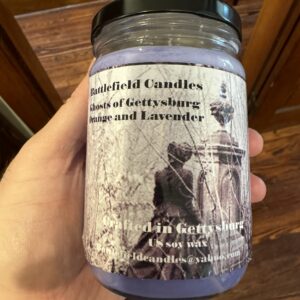 Battlefield Candles
Ghosts of Gettysburg
Orange and Lavender
Crafted in Gettysburg
US soy wax